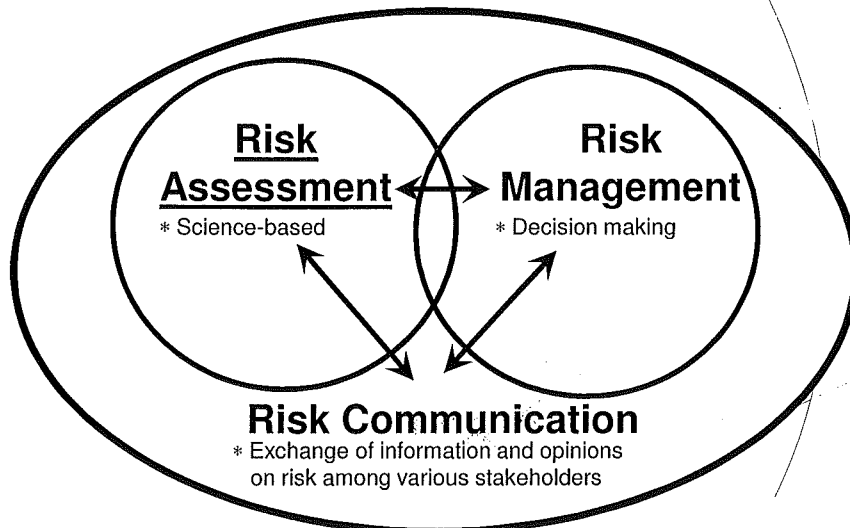 Risk
Assessment
* Science-based
Risk
Management
* Decision making
Risk Communication
* Exchange of information and opinions
on risk among various stakeholders